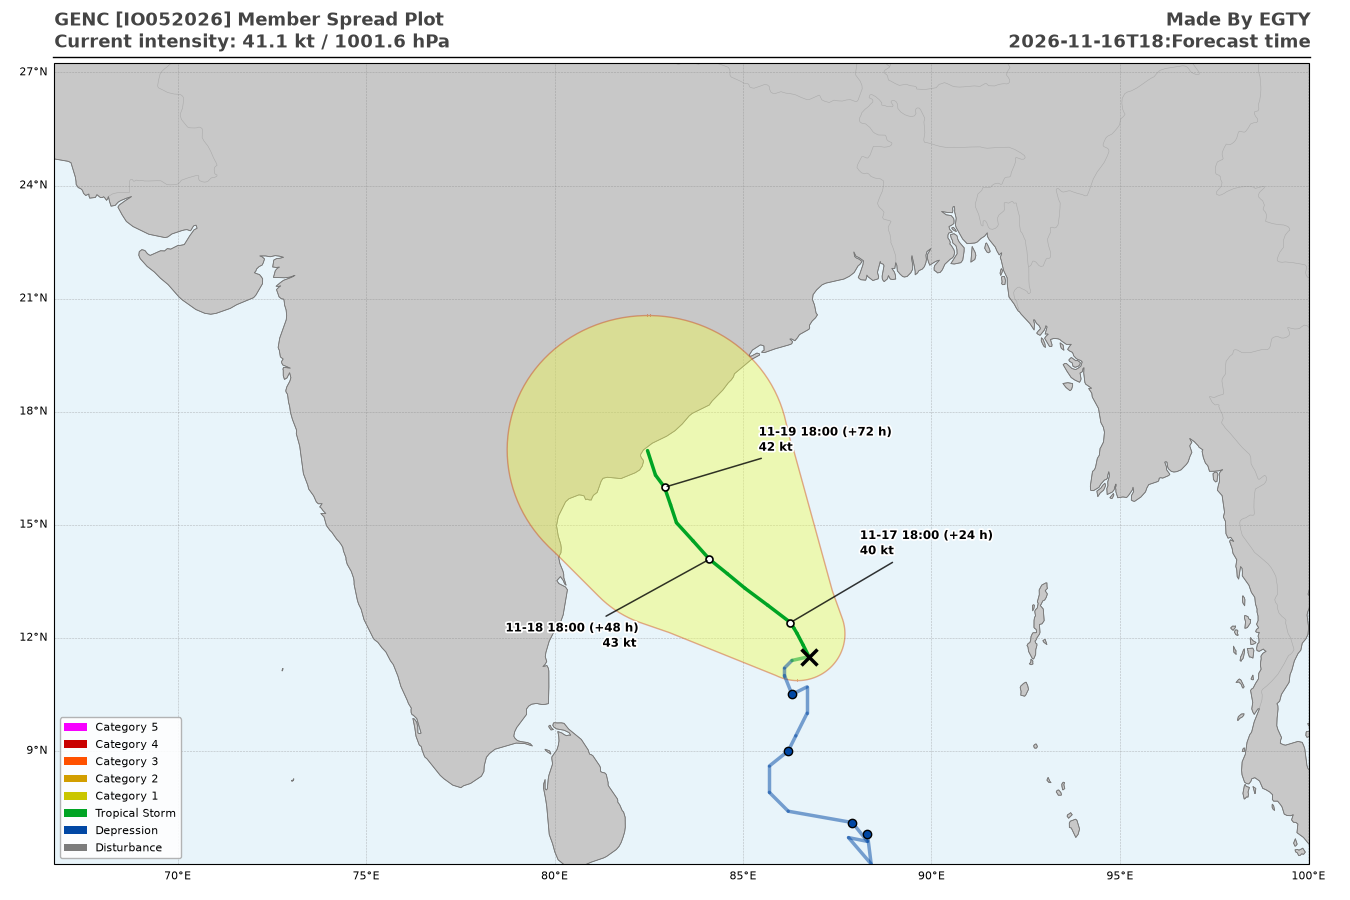 GENC [IO052026] Member Spread Plot
Current intensity: 41.1 kt / 1001.6 hPa
Made By EGTY
2026-11-16T18:Forecast time
27°N
24°N
21°N
18°N
15°N
12°N
9°N
11-19 18:00 (+72 h)
42 kt
11-17 18:00 (+24 h)
40 kt
11-18 18:00 (+48 h)
43 kt
Category 5
Category 4
Category 3
Category 2
Category 1
Tropical Storm
Depression
Disturbance
70°E
75°E
80°E
85°E
90°E
95°E
100°E